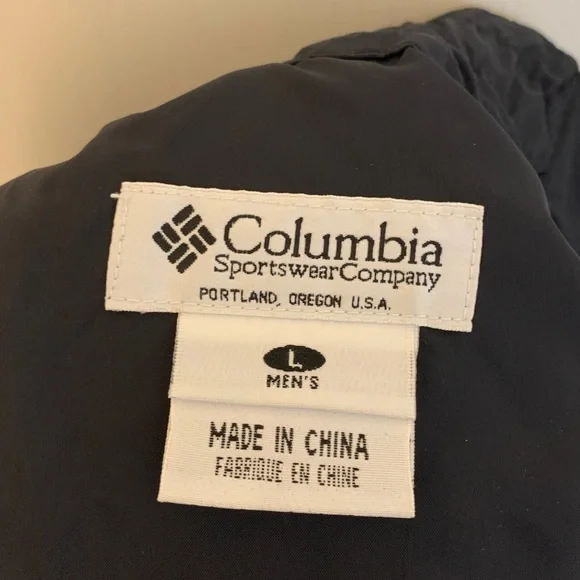 Columbia
SportswearCompany
PORTLAND, OREGON U.S.A.
L
MEN'S
MADE IN CHINA
FABRIQUE EN CHINE